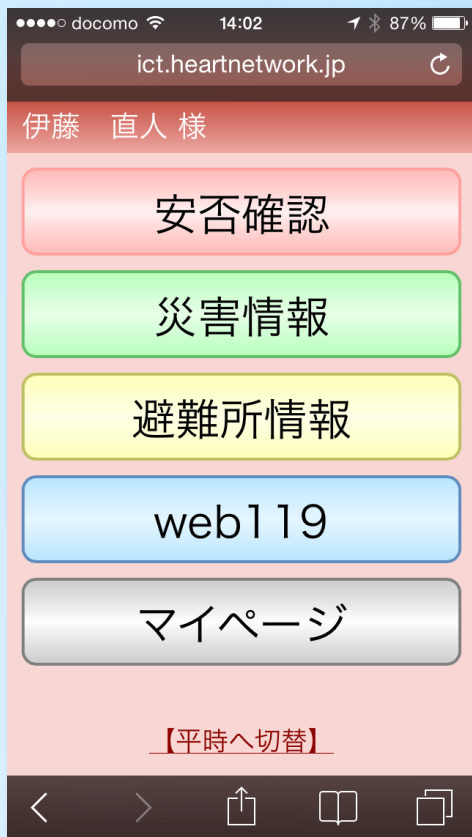 docomo 14:02 87%
ict.heartnetwork.jp
伊藤　直人 様
安否確認
災害情報
避難所情報
web119
マイページ
【平時へ切替】